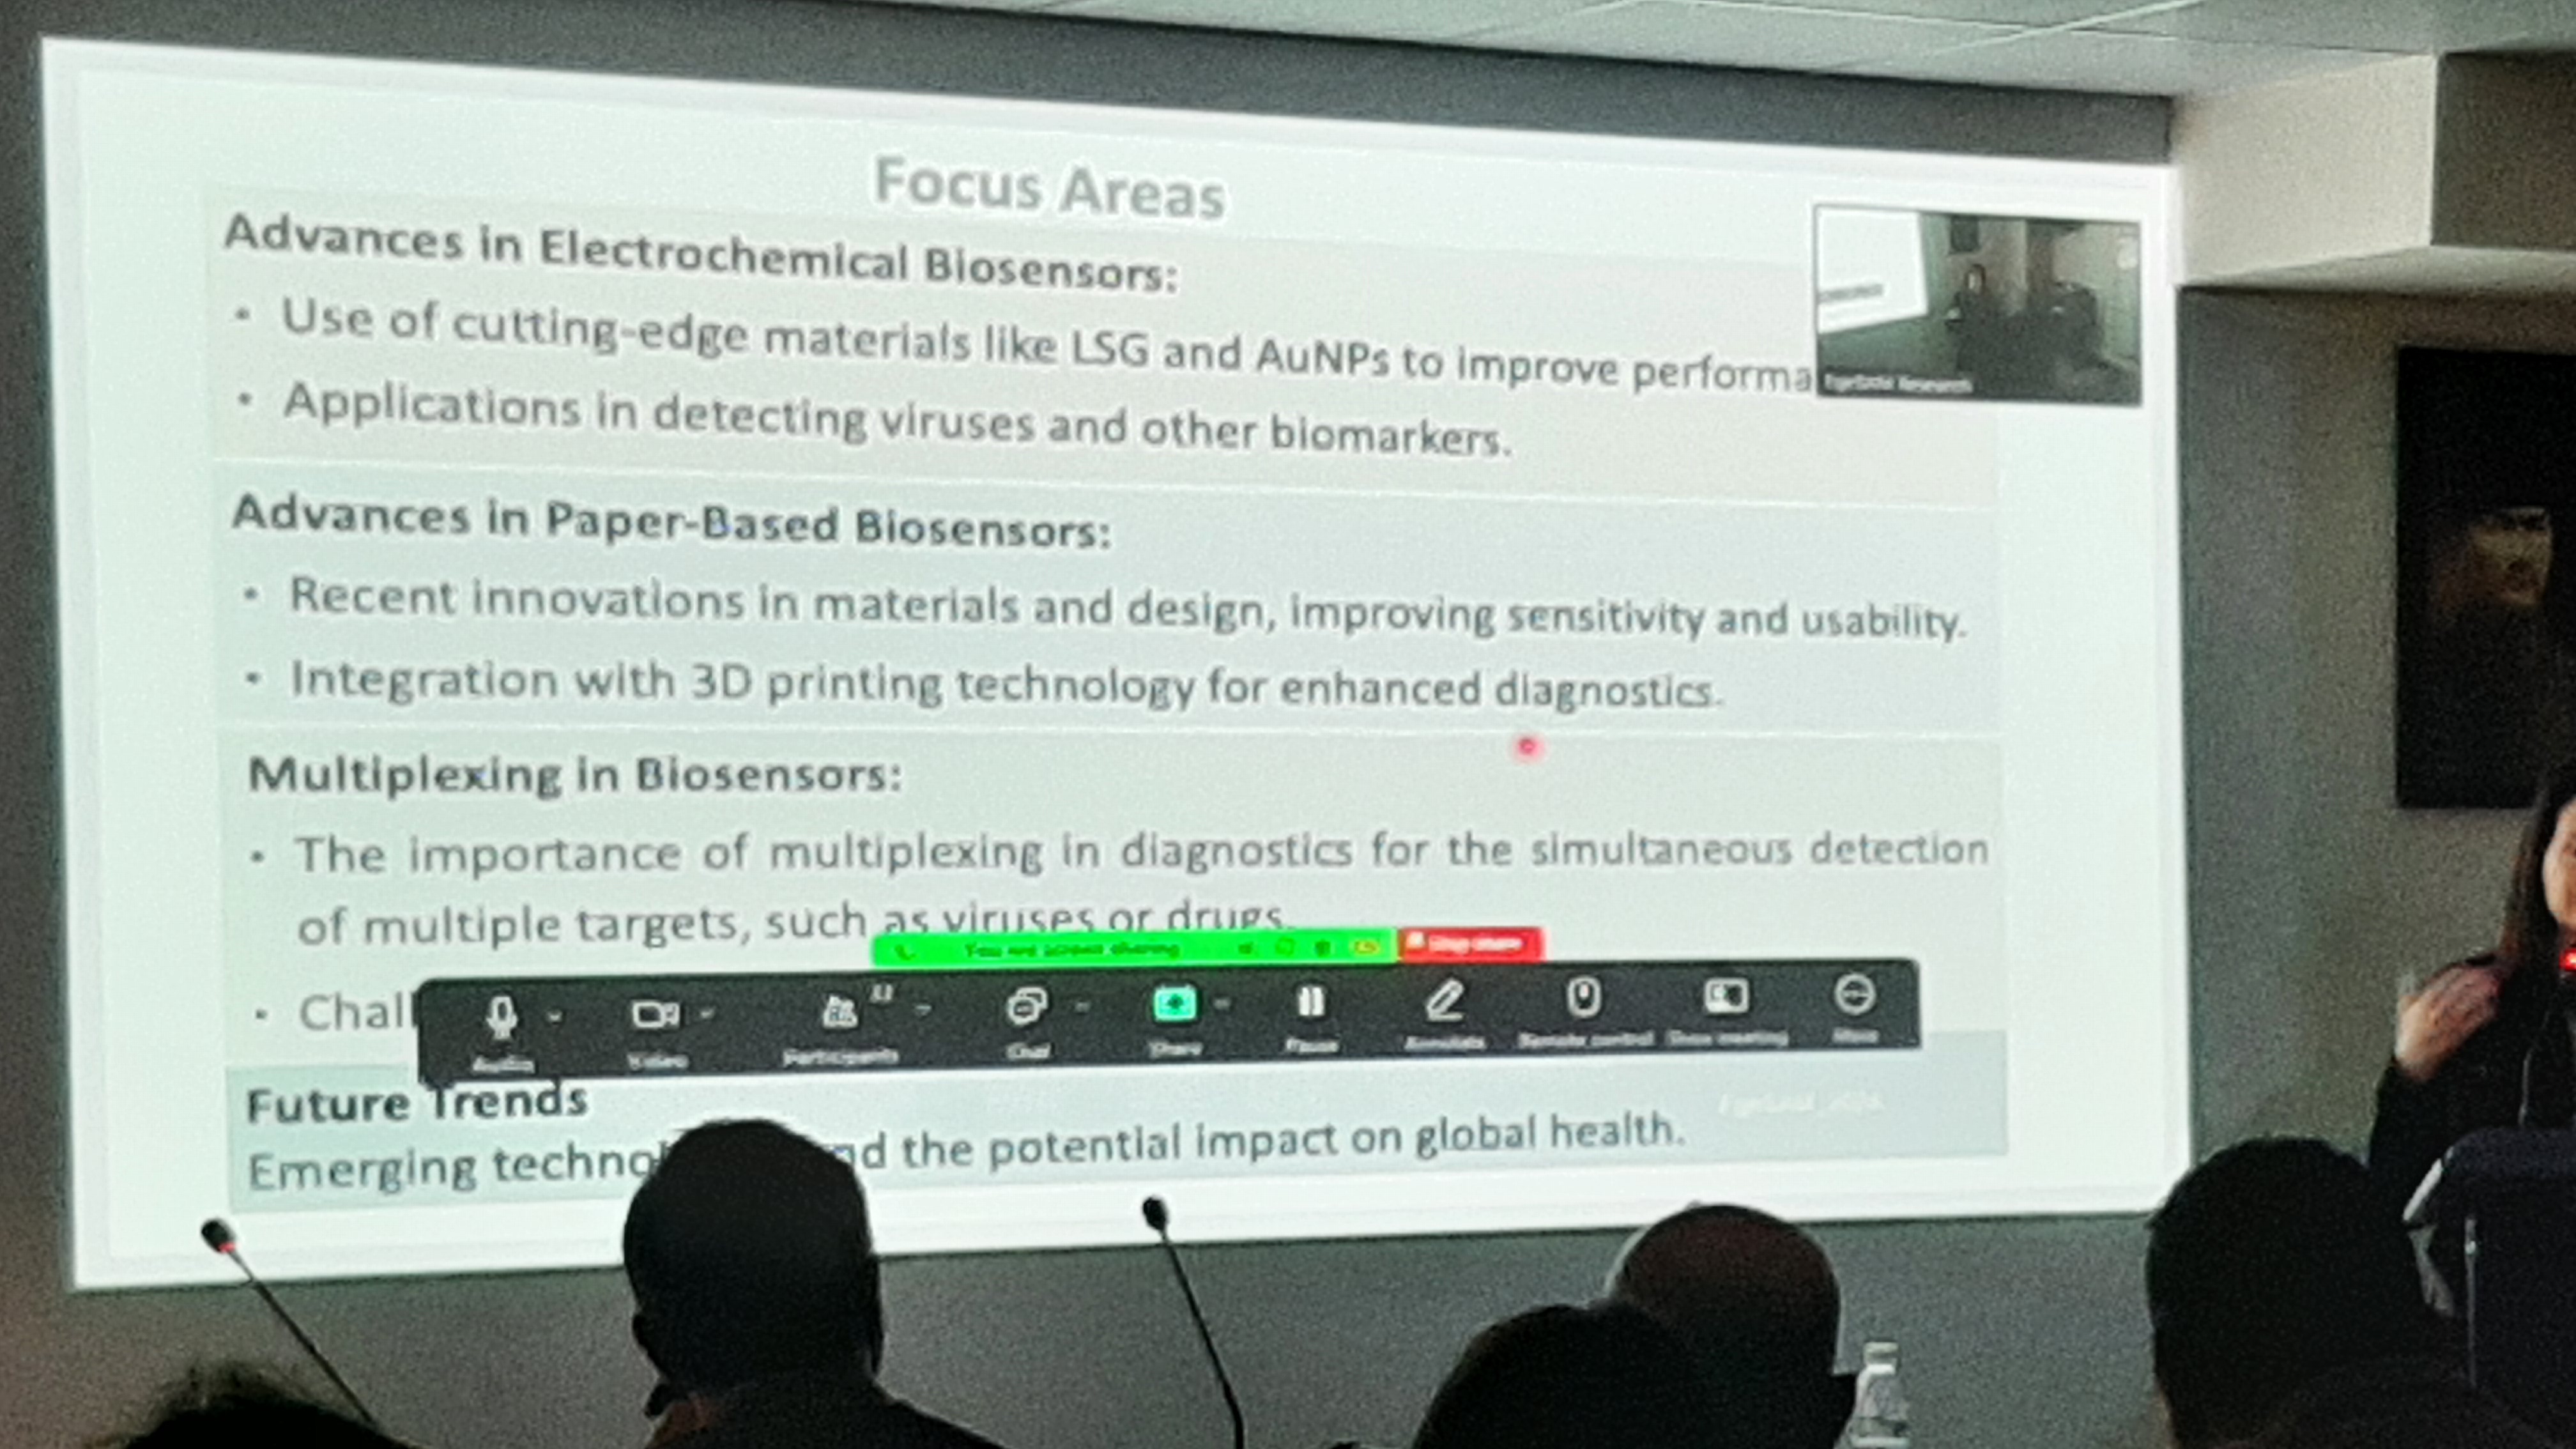 Focus Areas
Advances in Electrochemical Biosensors:
• Use of cutting-edge materials like LSG and AuNPs to improve performa
• Applications in detecting viruses and other biomarkers.
Advances in Paper-Based Biosensors:
• Recent innovations in materials and design, improving sensitivity and usability.
• Integration with 3D printing technology for enhanced diagnostics.
Multiplexing in Biosensors:
• The importance of multiplexing in diagnostics for the simultaneous detection
of multiple targets, such as viruses or drugs.
You are screen sharing Stop share
• Chall
Audio Video Participants Chat Share Pause Annotate Remote control Show meeting More
Future Trends
Emerging technol nd the potential impact on global health.